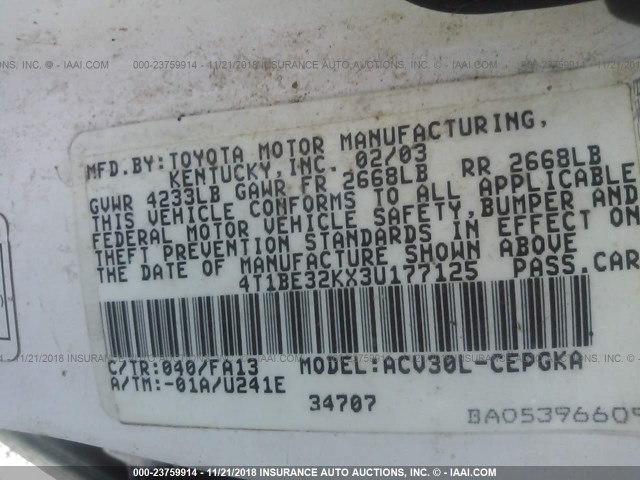 000-23759914 - 11/21/2018 INSURANCE AUTO AUCTIONS, INC. - IAAI.COM
MFD.BY:TOYOTA MOTOR MANUFACTURING,
KENTUCKY,INC. 02/03
GVWR 4233LB GAWR FR 2668LB RR 2668LB
THIS VEHICLE CONFORMS TO ALL APPLICABLE
FEDERAL MOTOR VEHICLE SAFETY,BUMPER AND
THEFT PREVENTION STANDARDS IN EFFECT ON
THE DATE OF MANUFACTURE SHOWN ABOVE
4T1BE32KX3U177125 PASS.CAR
C/TR:040/FA13 MODEL:ACV30L-CEPGKA
A/TM:-01A/U241E
34707 BA05396609
000-23759914 - 11/21/2018 INSURANCE AUTO AUCTIONS, INC. - IAAI.COM